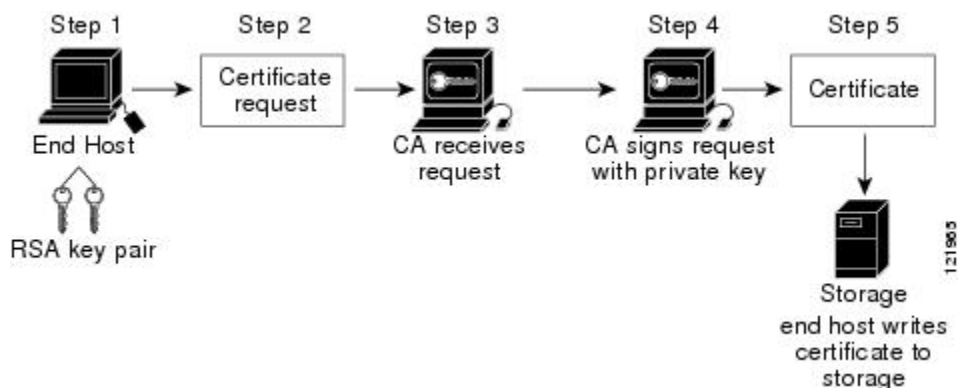 Step 1
Step 2
Step 3
Step 4
Step 5
Certificate
request
Certificate
End Host
CA receives
request
CA signs request
with private key
RSA key pair
Storage
end host writes
certificate to
storage
121965